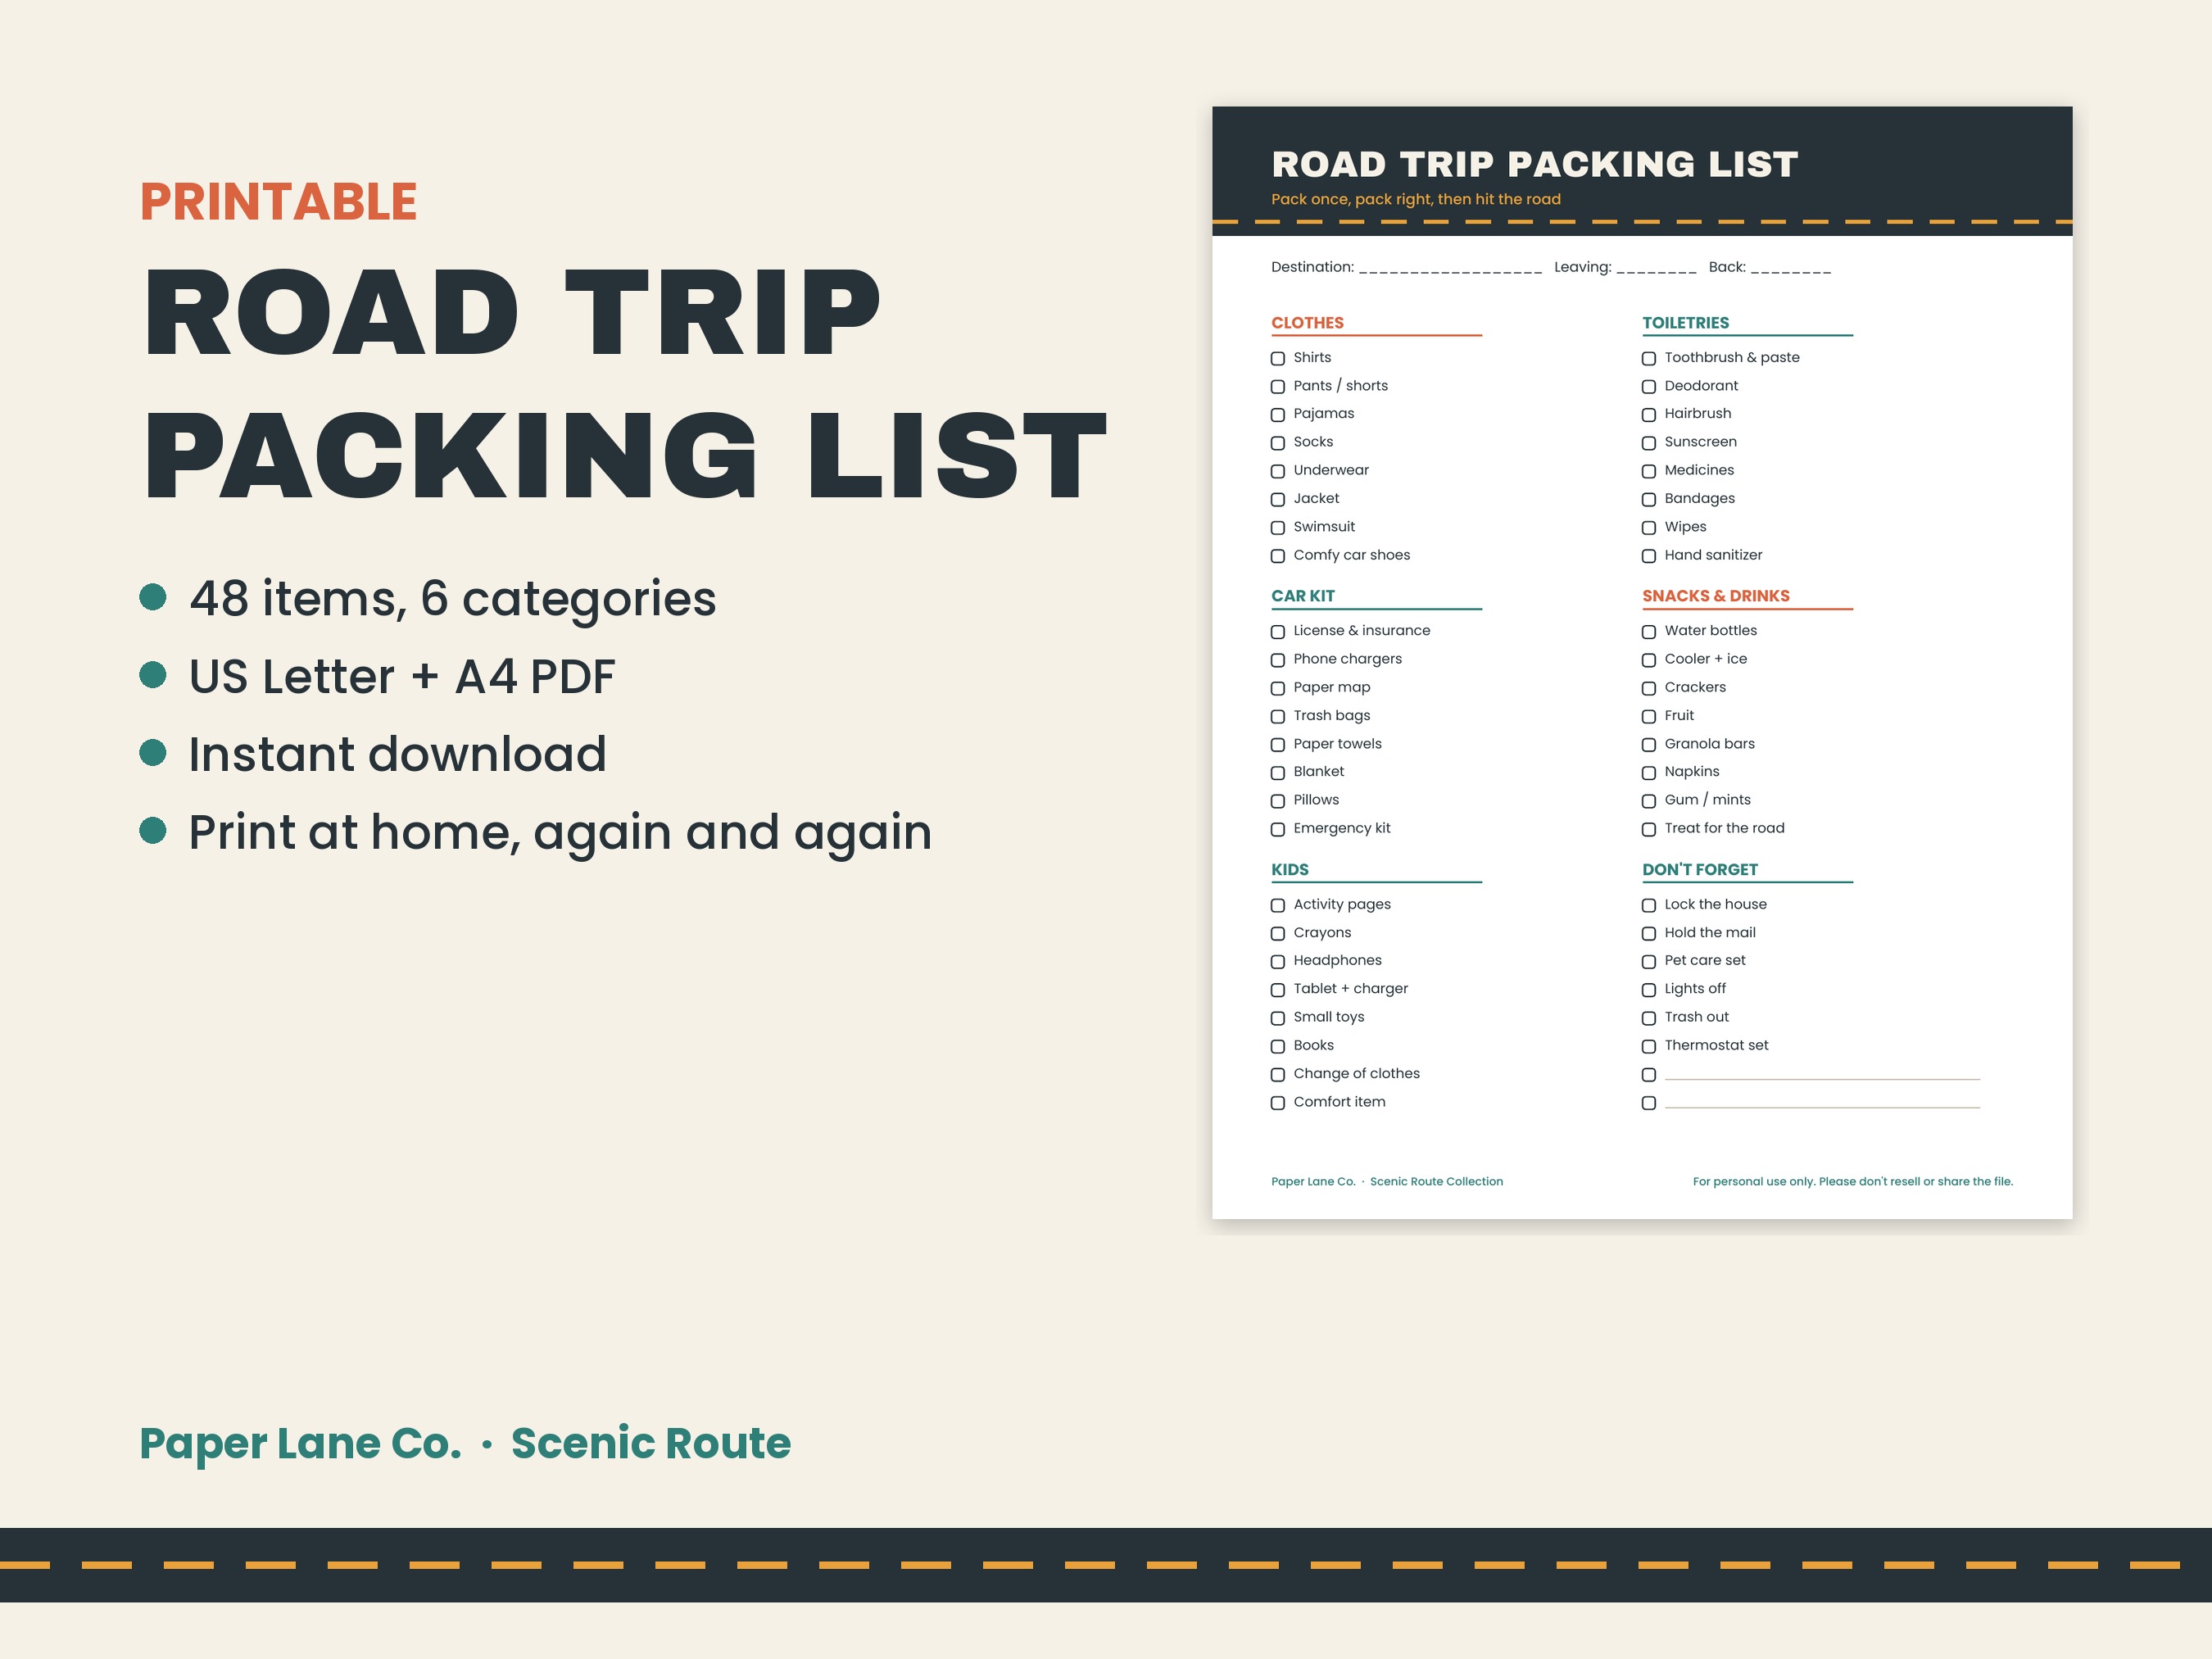 PRINTABLE
ROAD TRIP
PACKING LIST
48 items, 6 categories
US Letter + A4 PDF
Instant download
Print at home, again and again
Paper Lane Co. · Scenic Route
ROAD TRIP PACKING LIST
Pack once, pack right, then hit the road
Destination: __________________ Leaving: ________ Back: ________
CLOTHES
Shirts
Pants / shorts
Pajamas
Socks
Underwear
Jacket
Swimsuit
Comfy car shoes
TOILETRIES
Toothbrush & paste
Deodorant
Hairbrush
Sunscreen
Medicines
Bandages
Wipes
Hand sanitizer
CAR KIT
License & insurance
Phone chargers
Paper map
Trash bags
Paper towels
Blanket
Pillows
Emergency kit
SNACKS & DRINKS
Water bottles
Cooler + ice
Crackers
Fruit
Granola bars
Napkins
Gum / mints
Treat for the road
KIDS
Activity pages
Crayons
Headphones
Tablet + charger
Small toys
Books
Change of clothes
Comfort item
DON'T FORGET
Lock the house
Hold the mail
Pet care set
Lights off
Trash out
Thermostat set
Paper Lane Co. · Scenic Route Collection
For personal use only. Please don't resell or share the file.